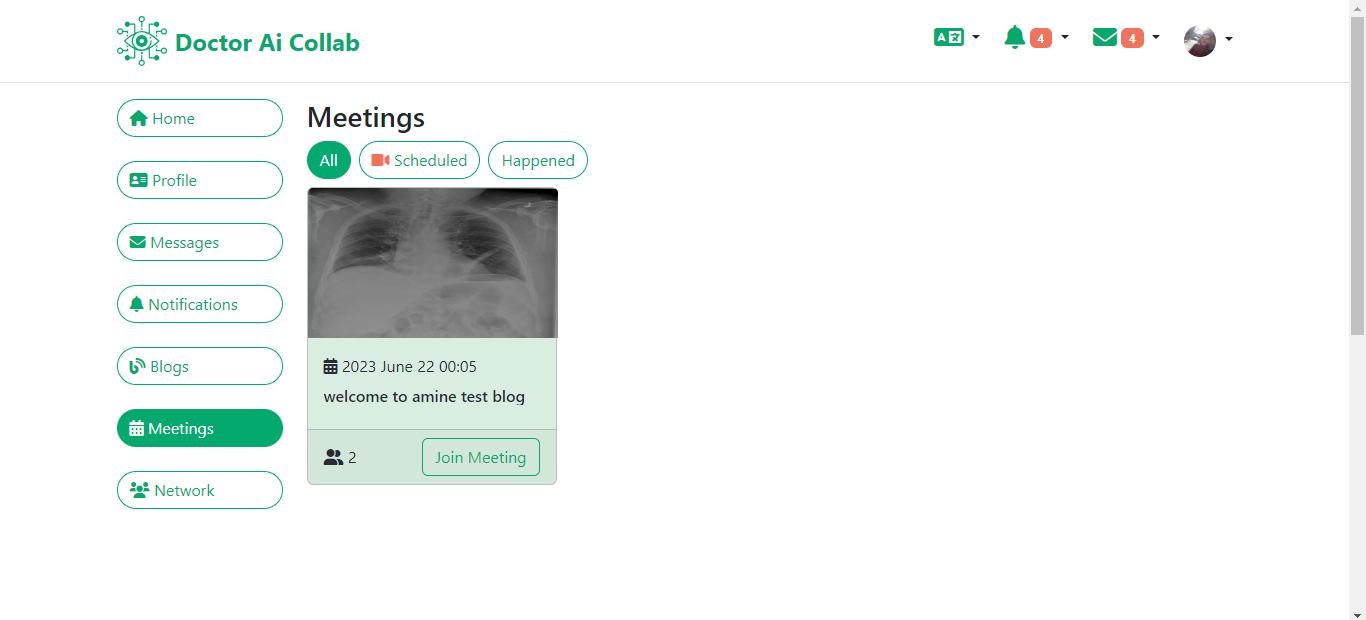 Doctor Ai Collab
4
4
Home
Profile
Messages
Notifications
Blogs
Meetings
Network
Meetings
All
Scheduled
Happened
2023 June 22 00:05
welcome to amine test blog
2
Join Meeting